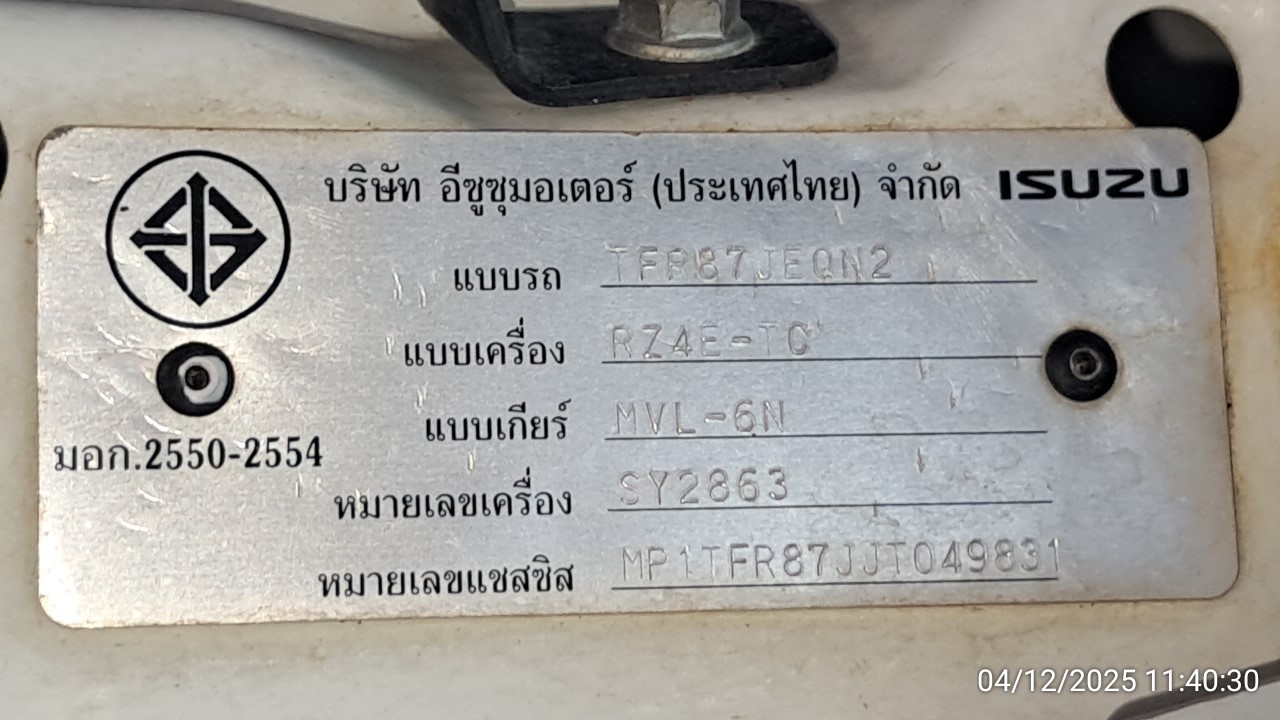 บริษัท อีซูซุมอเตอร์ (ประเทศไทย) จำกัด ISUZU
แบบรถ TFR87JEQN2
แบบเครื่อง RZ4E-TC
แบบเกียร์ MVL-6N
มอก.2550-2554
หมายเลขเครื่อง SY2863
หมายเลขแชสซิส MP1TFR87JJT049831
04/12/2025 11:40:30